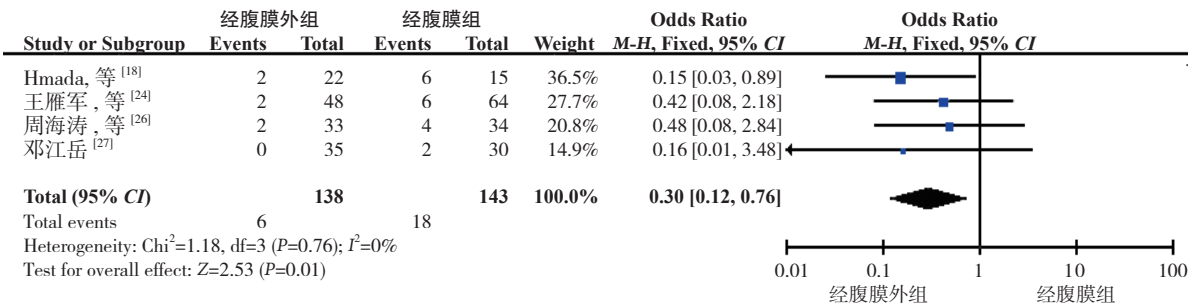 经腹膜外组 经腹膜组 Odds Ratio Odds Ratio
Study or Subgroup Events Total Events Total Weight M-H, Fixed, 95% CI M-H, Fixed, 95% CI
Hmada, 等 [18] 2 22 6 15 36.5% 0.15 [0.03, 0.89]
王雁军 , 等 [24] 2 48 6 64 27.7% 0.42 [0.08, 2.18]
周海涛, 等 [26] 2 33 4 34 20.8% 0.48 [0.08, 2.84]
邓江岳 [27] 0 35 2 30 14.9% 0.16 [0.01, 3.48]
Total (95% CI) 138 143 100.0% 0.30 [0.12, 0.76]
Total events 6 18
Heterogeneity: Chi²=1.18, df=3 (P=0.76); I²=0%
Test for overall effect: Z=2.53 (P=0.01)
0.01 0.1 1 10 100
经腹膜外组 经腹膜组